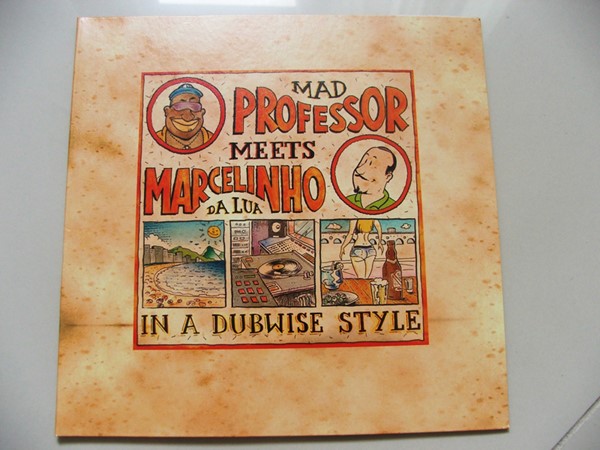 MAD
PROFESSOR
MEETS
MARCELINHO
DA LUA
IN A DUBWISE STYLE